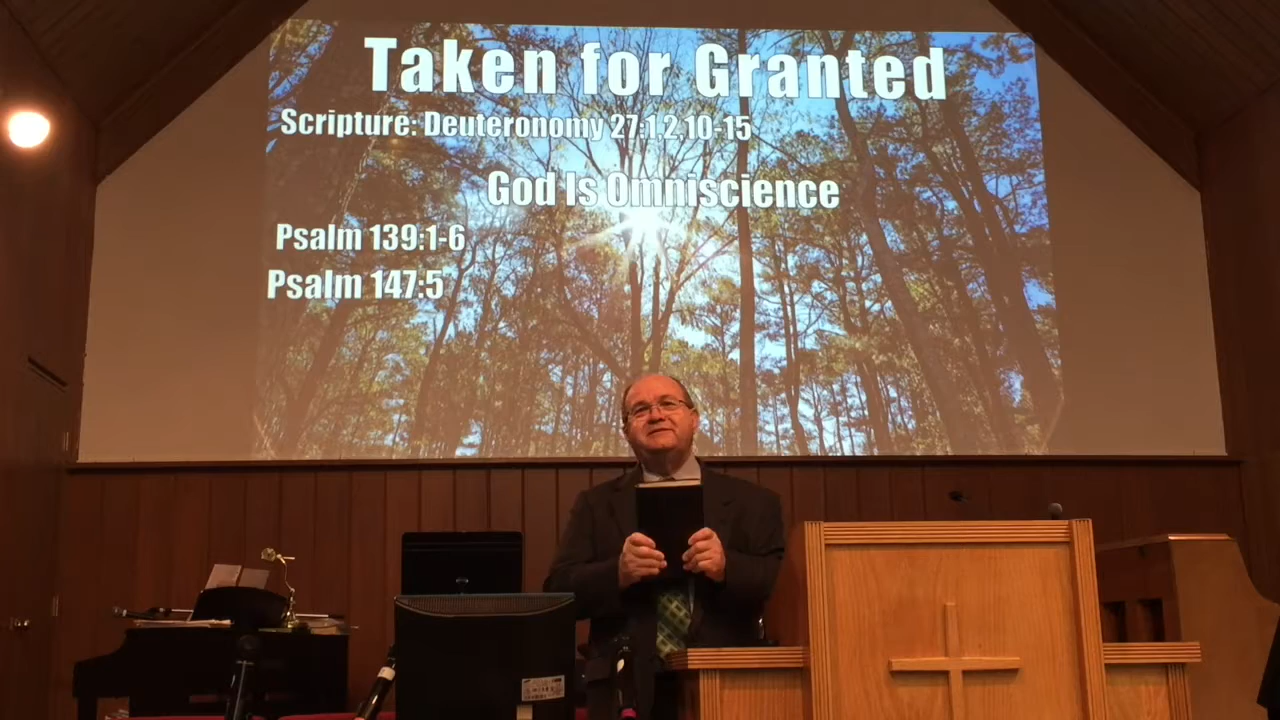 Taken for Granted
Scripture: Deuteronomy 27:1,2,10-15
God Is Omniscience
Psalm 139:1-6
Psalm 147:5